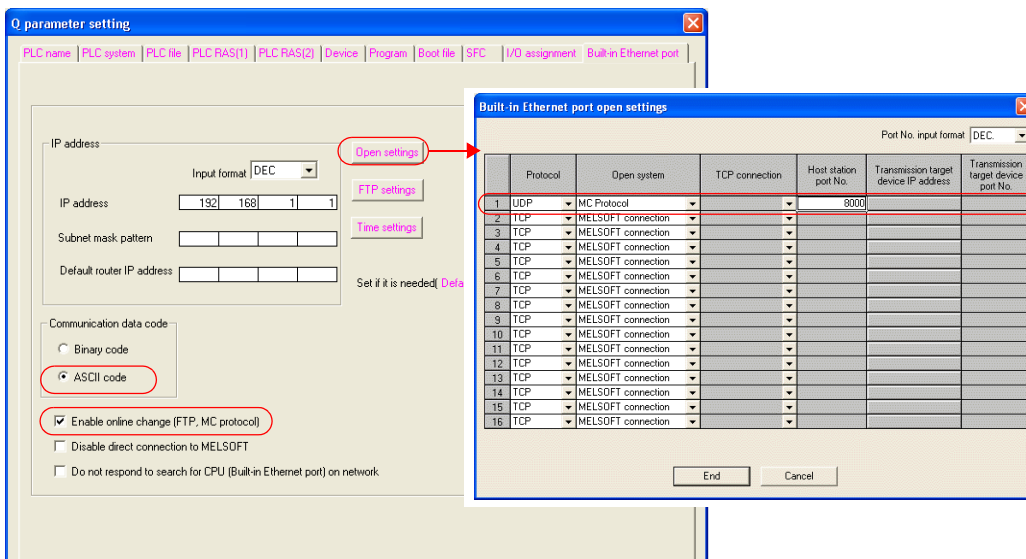 Q parameter setting
PLC name PLC system PLC file PLC RAS(1) PLC RAS(2) Device Program Boot file SFC I/O assignment Built-in Ethernet port
IP address
Input format DEC
IP address 192 168 1 1
Subnet mask pattern
Default router IP address
Open settings
FTP settings
Time settings
Set if it is needed( Defa
Communication data code
Binary code
ASCII code
Enable online change (FTP, MC protocol)
Disable direct connection to MELSOFT
Do not respond to search for CPU (Built-in Ethernet port) on network
Built-in Ethernet port open settings
Port No. input format DEC.
Protocol Open system TCP connection Host station port No. Transmission target device IP address Transmission target device port No.
1 UDP MC Protocol 8000
2 TCP MELSOFT connection
3 TCP MELSOFT connection
4 TCP MELSOFT connection
5 TCP MELSOFT connection
6 TCP MELSOFT connection
7 TCP MELSOFT connection
8 TCP MELSOFT connection
9 TCP MELSOFT connection
10 TCP MELSOFT connection
11 TCP MELSOFT connection
12 TCP MELSOFT connection
13 TCP MELSOFT connection
14 TCP MELSOFT connection
15 TCP MELSOFT connection
16 TCP MELSOFT connection
End Cancel